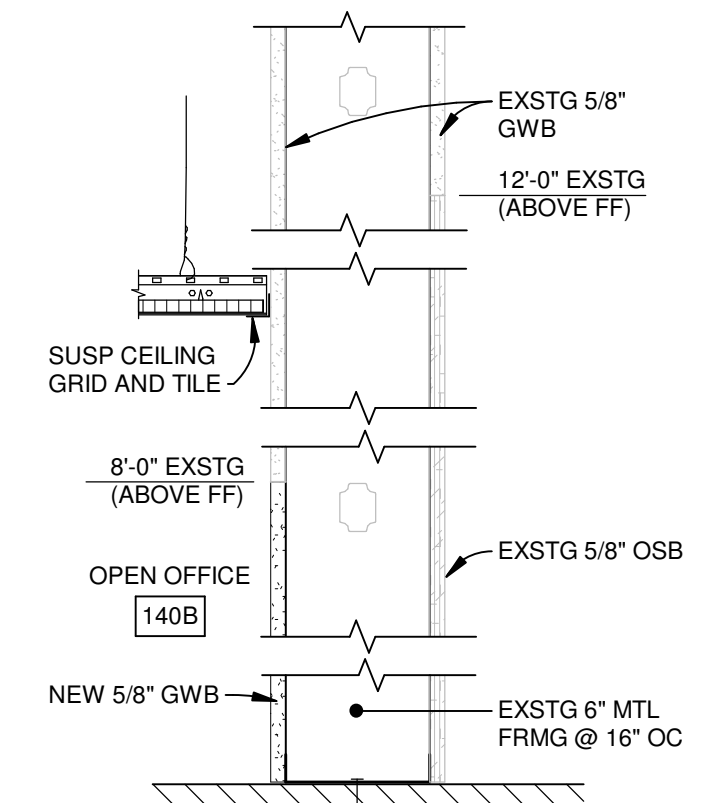 EXSTG 5/8"
GWB
12'-0" EXSTG
(ABOVE FF)
SUSP CEILING
GRID AND TILE
8'-0" EXSTG
(ABOVE FF)
EXSTG 5/8" OSB
OPEN OFFICE
140B
NEW 5/8" GWB
EXSTG 6" MTL
FRMG @ 16" OC